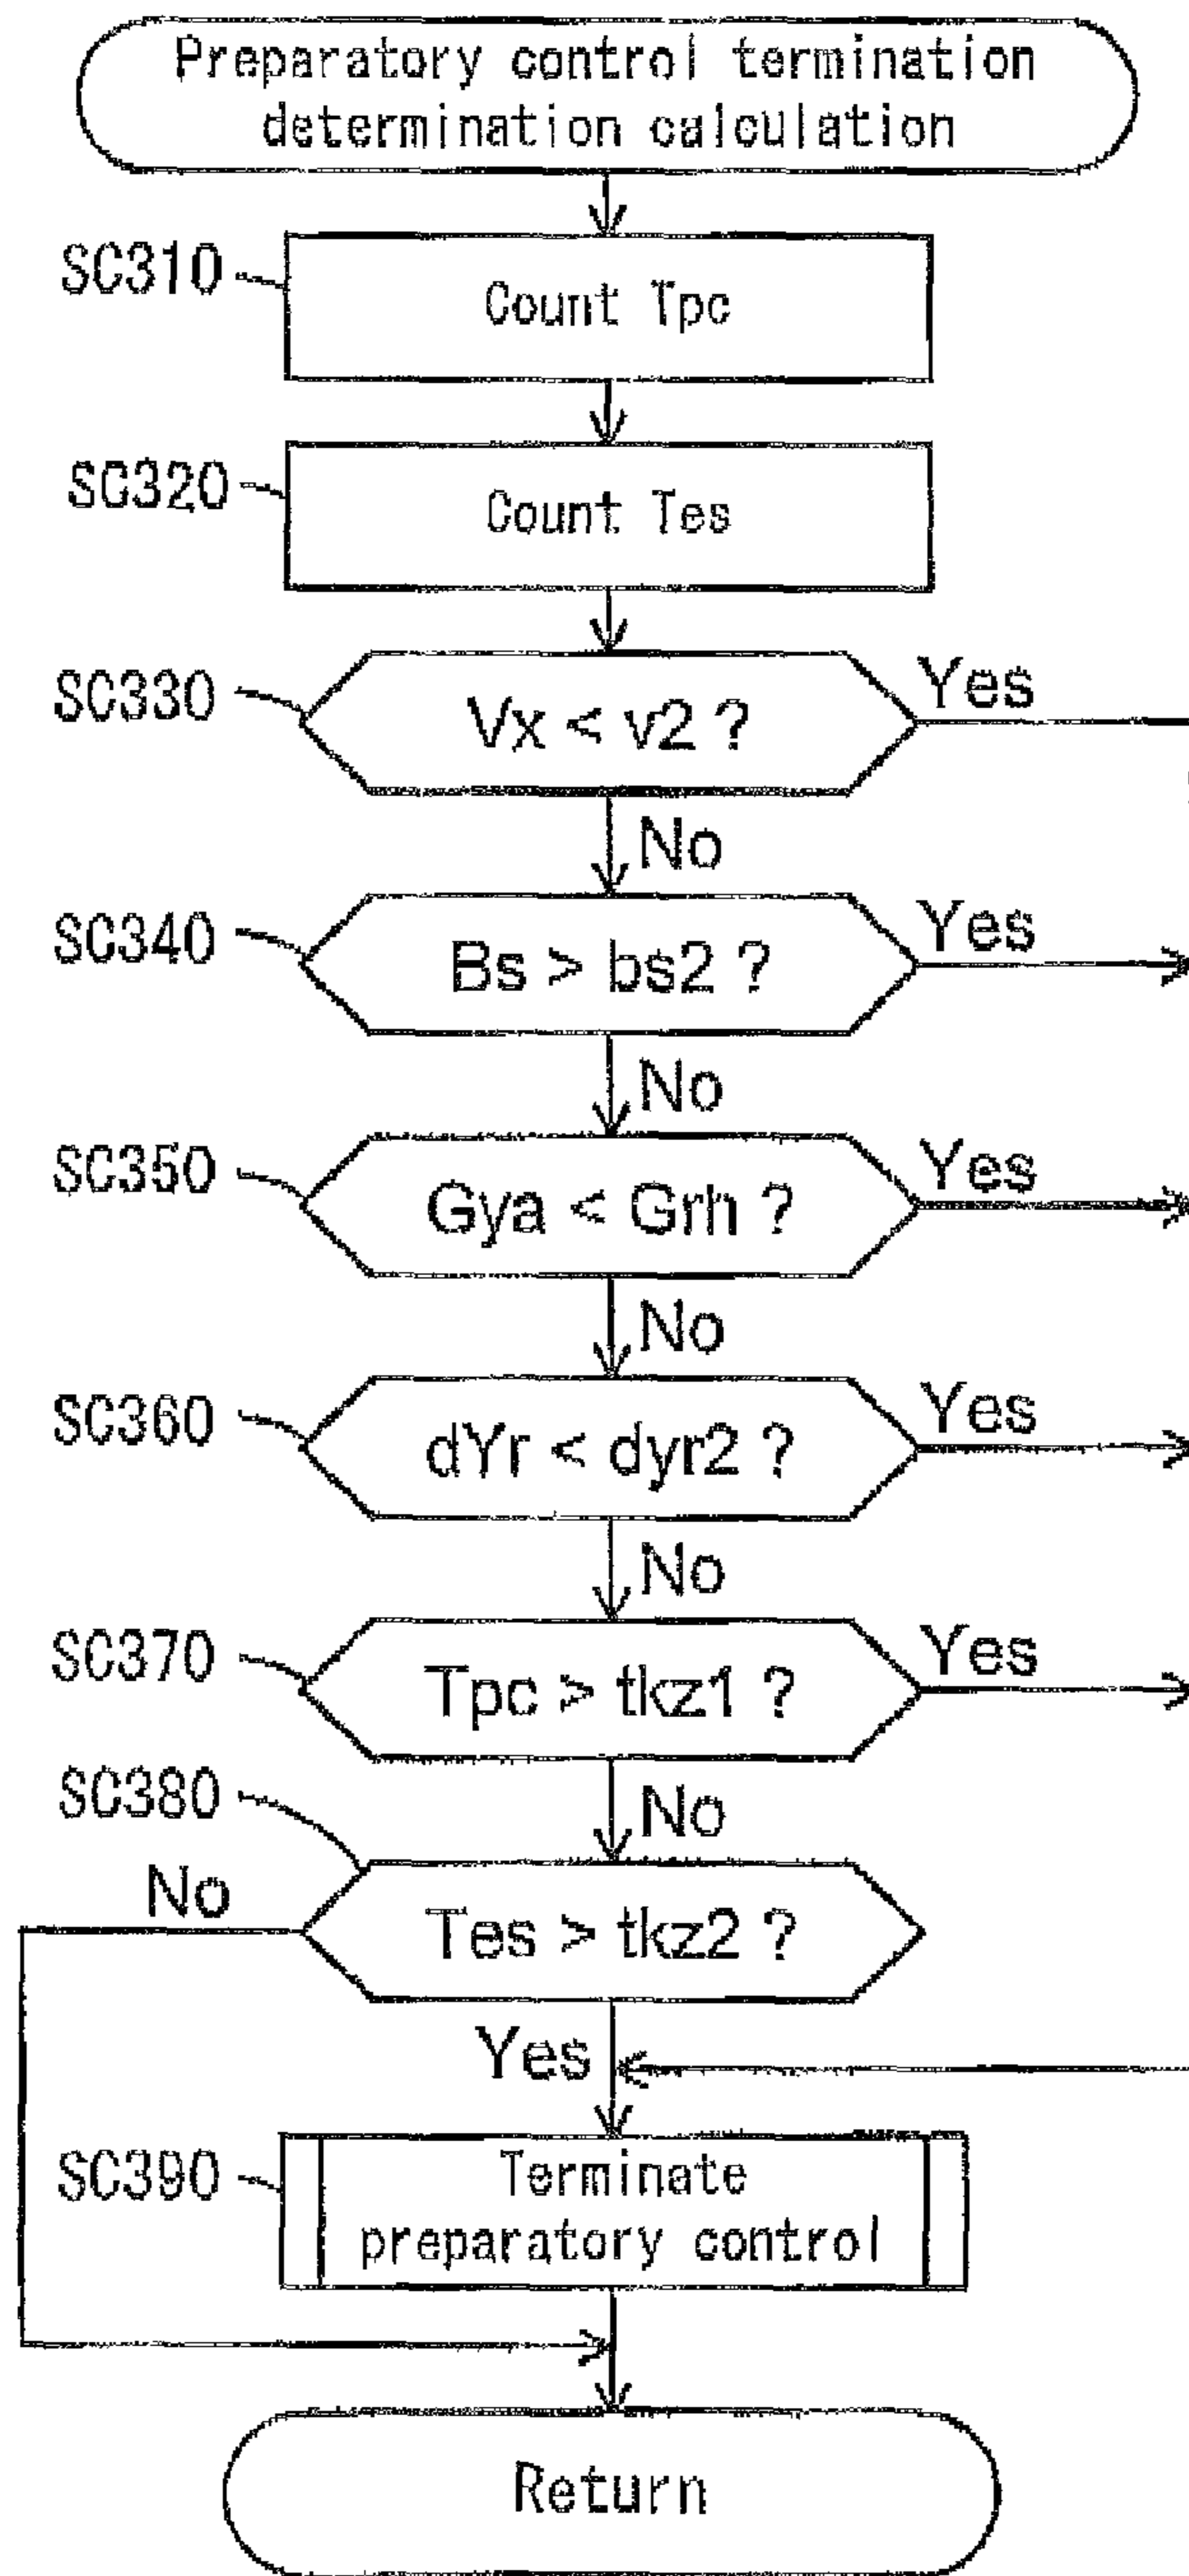 Preparatory control termination
determination calculation
SC310
Count Tpc
SC320
Count Tes
SC330
Vx < v2 ?
Yes
No
SC340
Bs > bs2 ?
Yes
No
SC350
Gya < Grh ?
Yes
No
SC360
dYr < dyr2 ?
Yes
No
SC370
Tpc > tkz1 ?
Yes
No
SC380
No
Tes > tkz2 ?
Yes
SC390
Terminate
preparatory control
Return